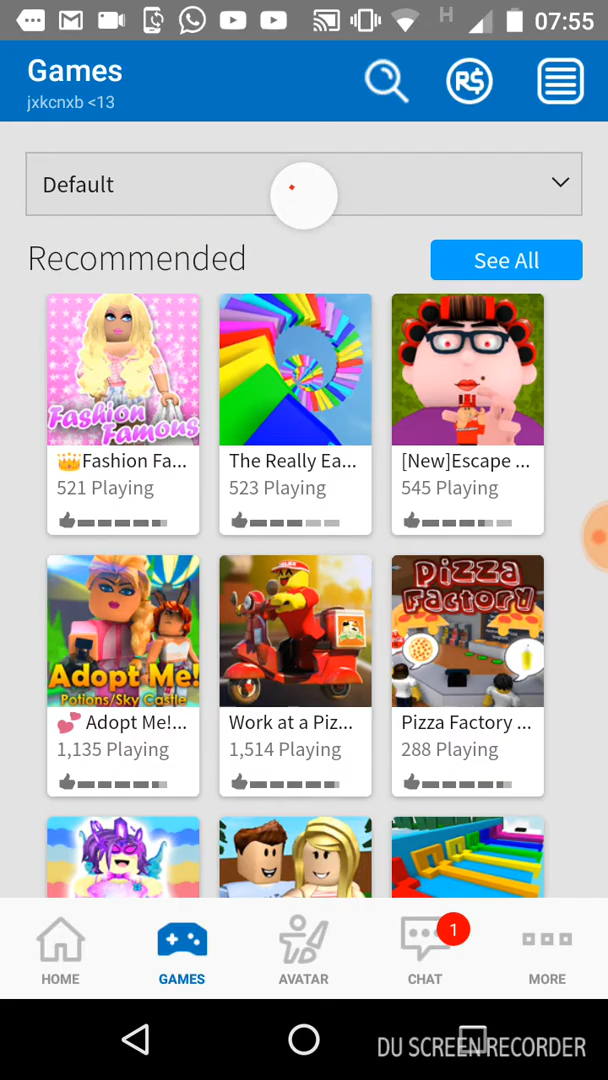 H 07:55
Games
jxkcnxb <13
R$
Default
Recommended
See All
Fashion
Famous
👑Fashion Fa...
The Really Ea...
[New]Escape ...
521 Playing
523 Playing
545 Playing
Adopt Me!
Potions/Sky Castle
Pizza
Factory
💕 Adopt Me!...
Work at a Piz...
Pizza Factory ...
1,135 Playing
1,514 Playing
288 Playing
1
HOME
GAMES
AVATAR
CHAT
MORE
DU SCREEN RECORDER